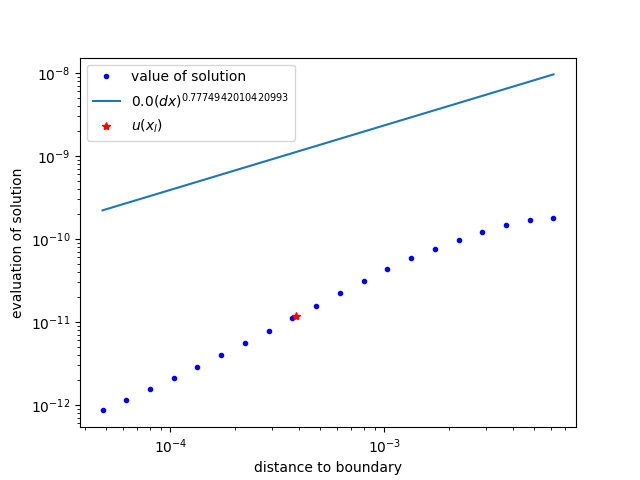 value of solution
0.0(dx)^0.7774942010420993
u(x_l)
evaluation of solution
10^-8
10^-9
10^-10
10^-11
10^-12
10^-4
10^-3
distance to boundary